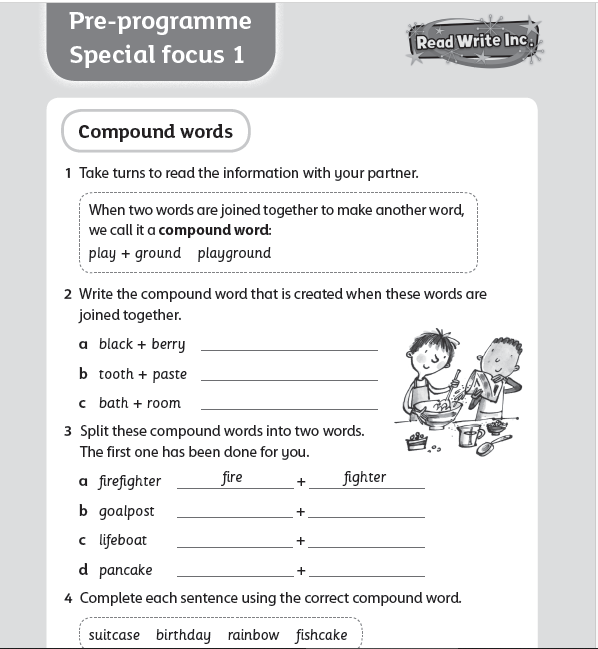 Pre-programme
Special focus 1
Read Write Inc.
Compound words
1 Take turns to read the information with your partner.
When two words are joined together to make another word,
we call it a compound word:
play + ground playground
2 Write the compound word that is created when these words are
joined together.
a black + berry
b tooth + paste
c bath + room
3 Split these compound words into two words.
The first one has been done for you.
a firefighter fire + fighter
b goalpost +
c lifeboat +
d pancake +
4 Complete each sentence using the correct compound word.
suitcase birthday rainbow fishcake